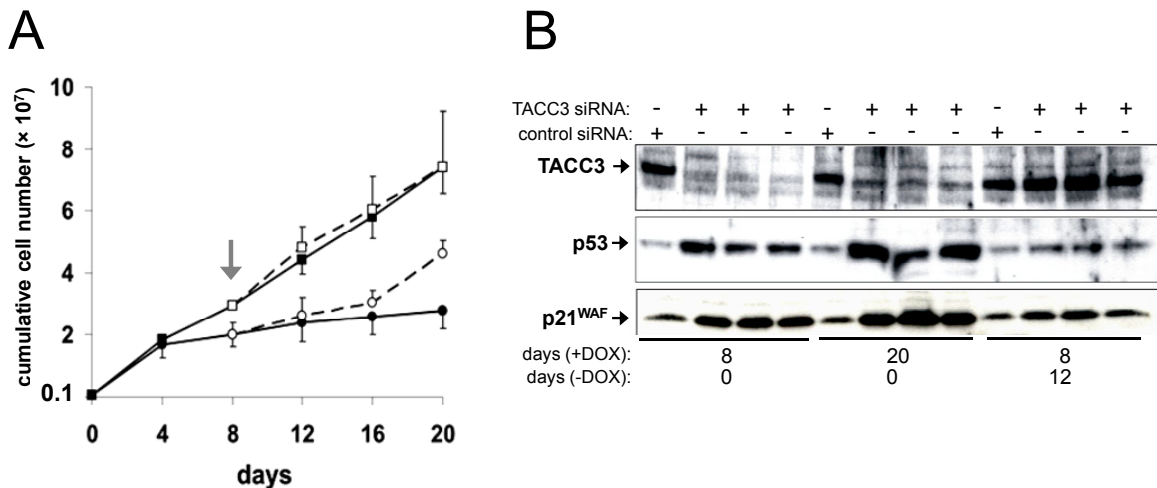 A
B
10
8
6
4
2
0.1
cumulative cell number (× 10⁷)
0 4 8 12 16 20
days
TACC3 siRNA: - + + + - + + + - + + +
control siRNA: + - - - + - - - + - - -
TACC3
p53
p21ᵂᴬᶠ
days (+DOX): 8 20 8
days (-DOX): 0 0 12